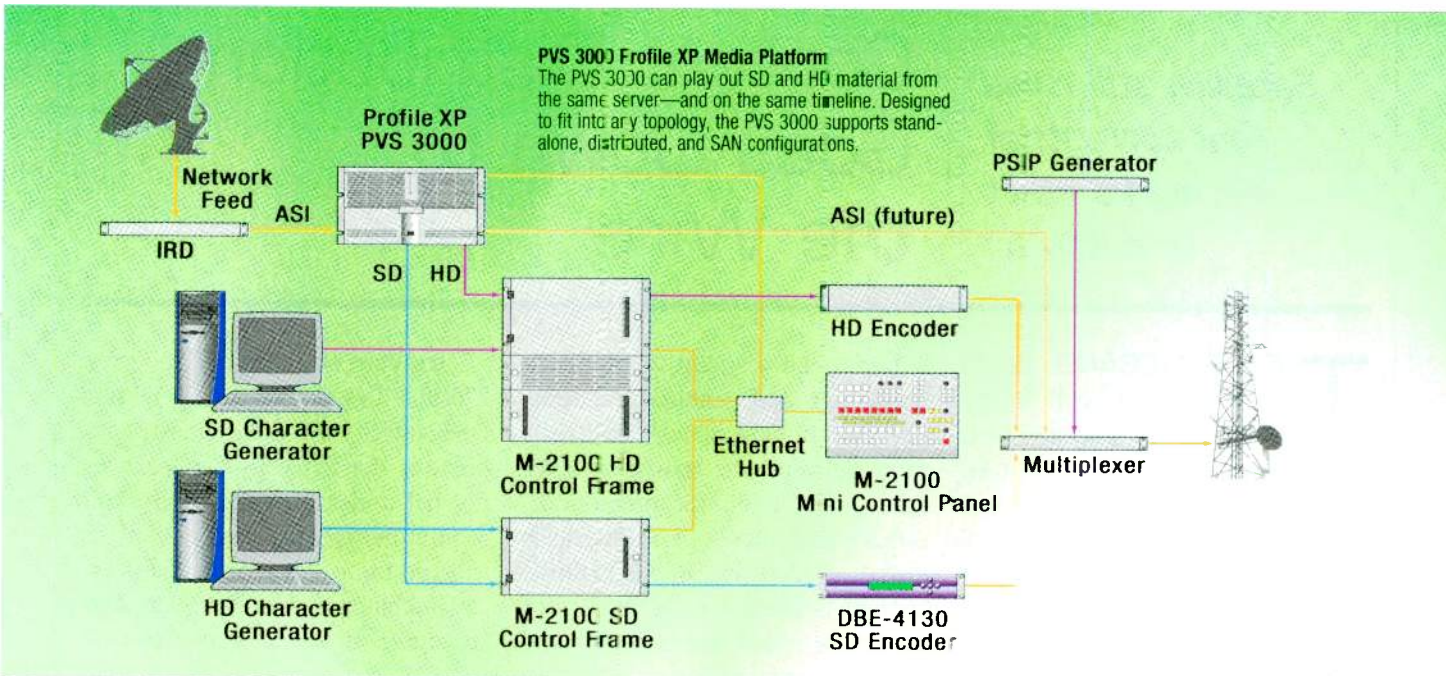 PVS 3000 Profile XP Media Platform
The PVS 3000 can play out SD and HD material from
the same server—and on the same timeline. Designed
to fit into any topology, the PVS 3000 supports stand-
alone, distributed, and SAN configurations.
Profile XP
PVS 3000
PSIP Generator
Network
Feed
ASI
ASI (future)
IRD
SD HD
HD Encoder
SD Character
Generator
M-2100 HD
Control Frame
Ethernet
Hub
M-2100
Mini Control Panel
Multiplexer
HD Character
Generator
M-2100 SD
Control Frame
DBE-4130
SD Encoder